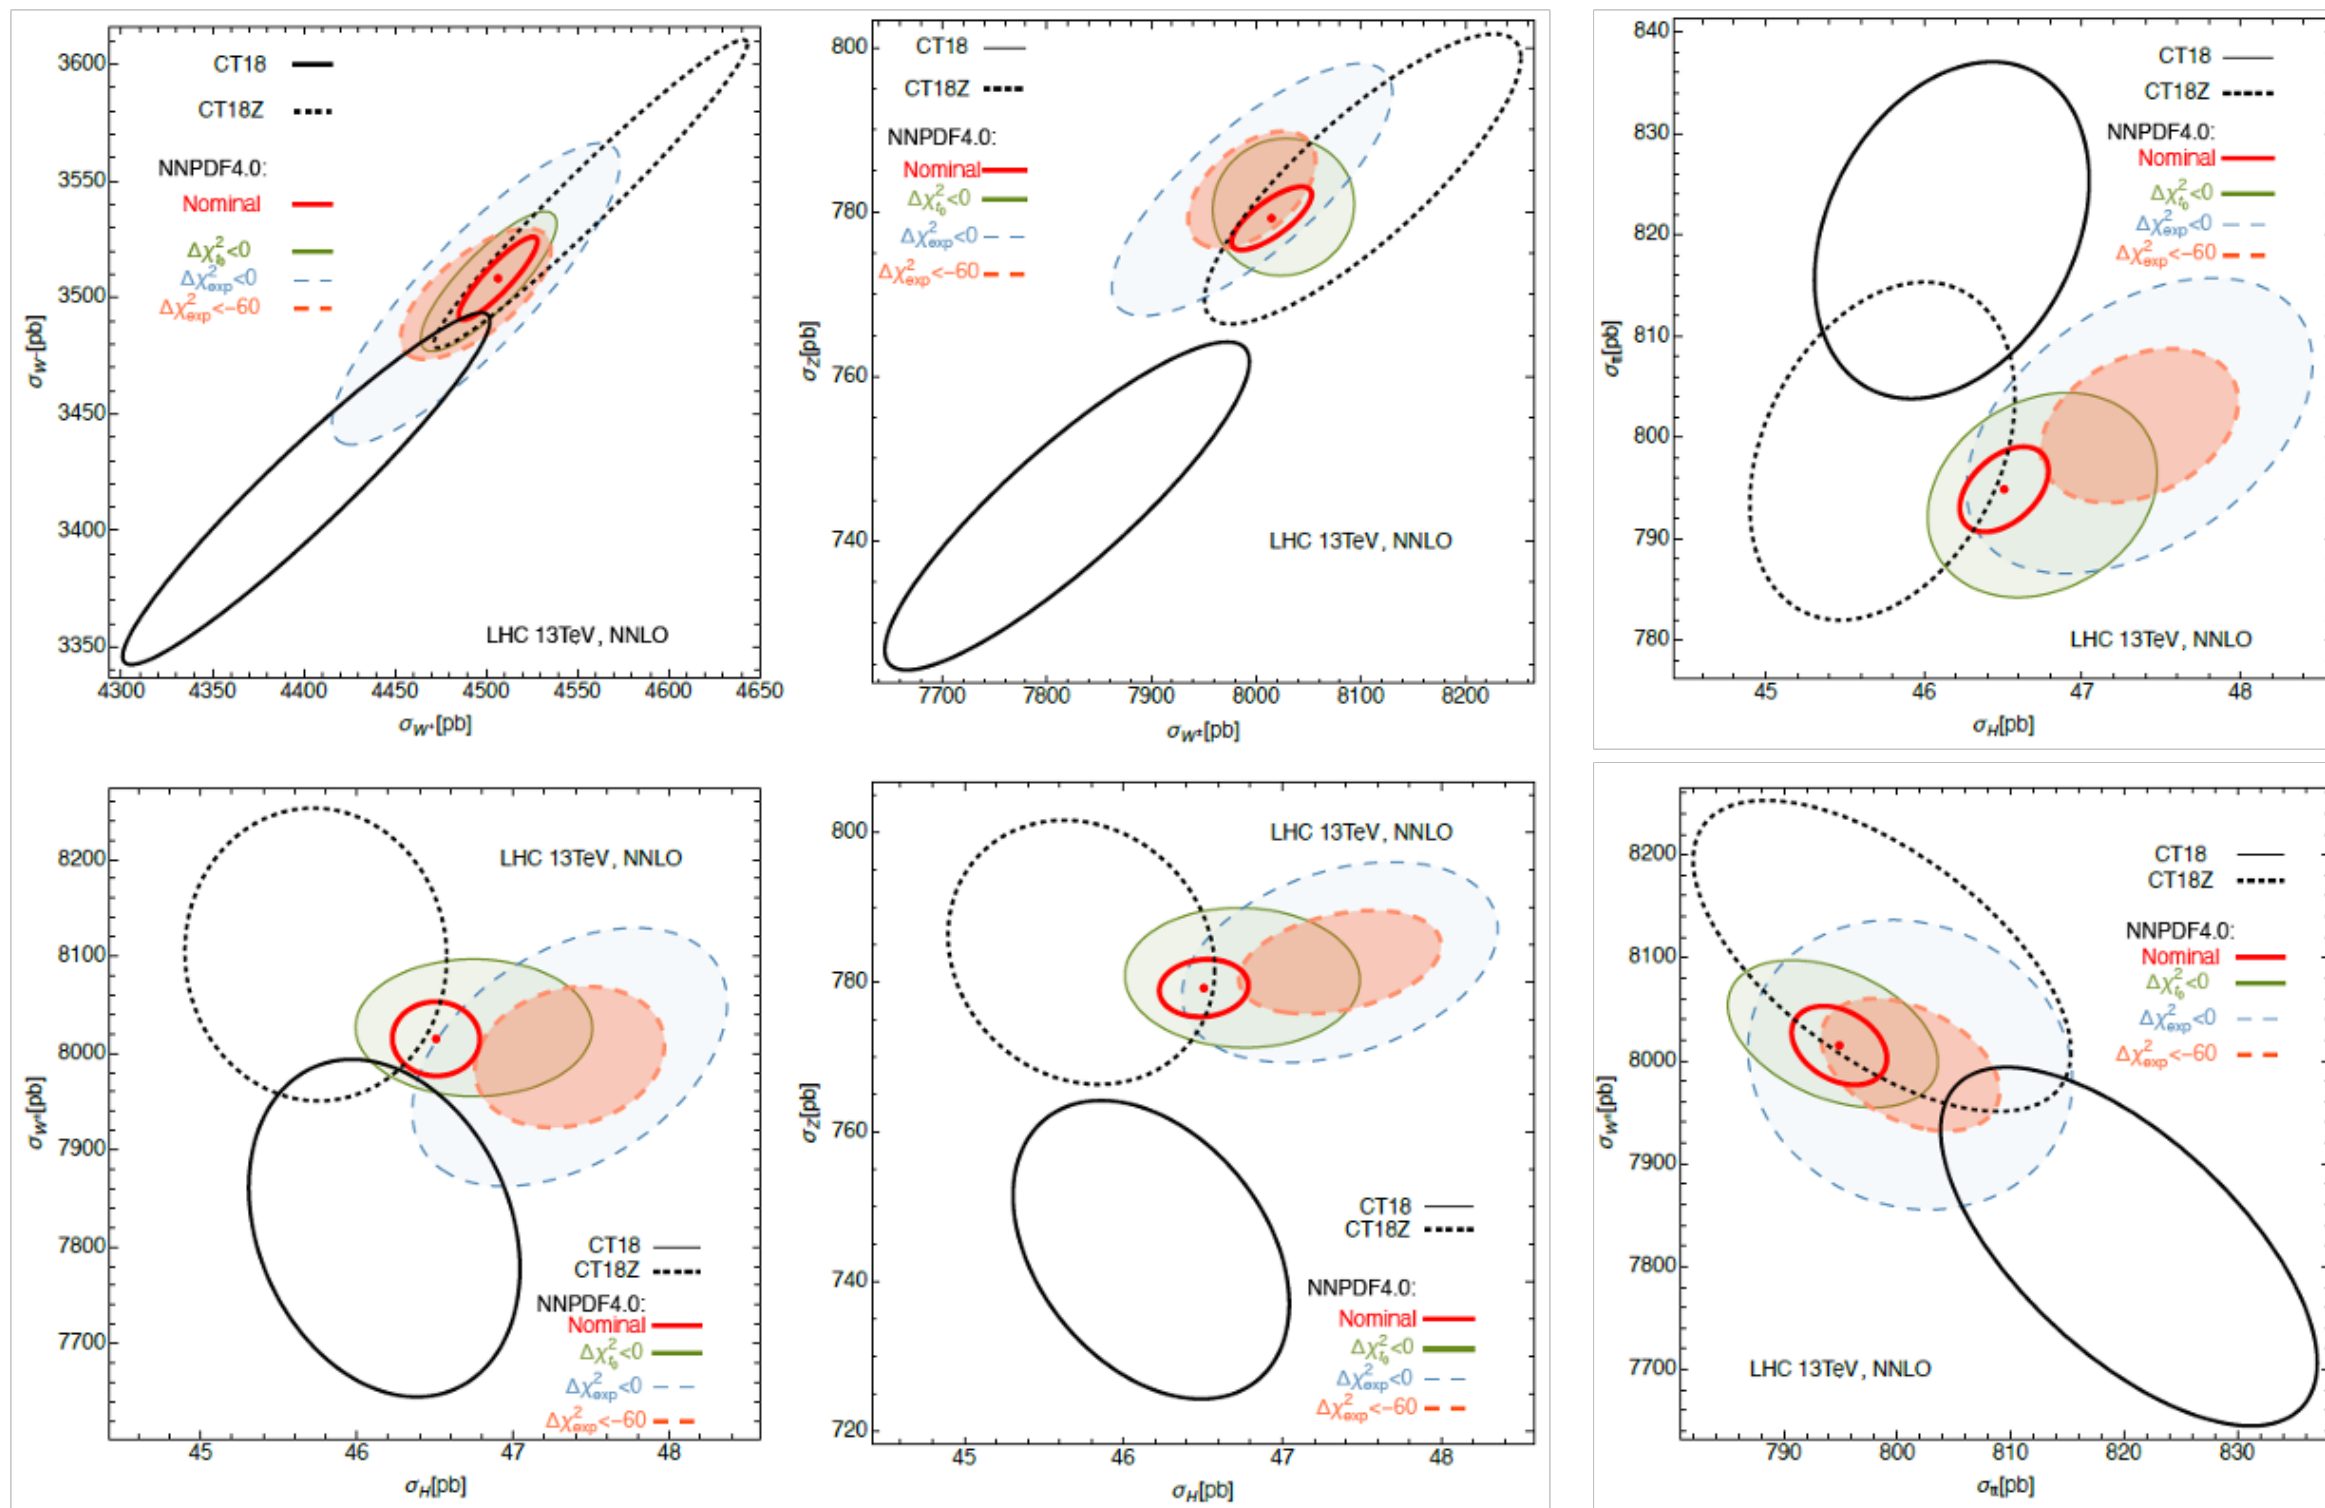 CT18
CT18Z
NNPDF4.0:
Nominal
Δχ²t₀<0
Δχ²exp<0
Δχ²exp<-60
LHC 13TeV, NNLO
3600
3550
3500
3450
3400
3350
σW⁻[pb]
4300 4350 4400 4450 4500 4550 4600 4650
σW⁺[pb]
CT18
CT18Z
NNPDF4.0:
Nominal
Δχ²t₀<0
Δχ²exp<0
Δχ²exp<-60
LHC 13TeV, NNLO
800
780
760
740
σZ[pb]
7700 7800 7900 8000 8100 8200
σW±[pb]
CT18
CT18Z
NNPDF4.0:
Nominal
Δχ²t₀<0
Δχ²exp<0
Δχ²exp<-60
LHC 13TeV, NNLO
840
830
820
810
800
790
780
σtt[pb]
45 46 47 48
σH[pb]
LHC 13TeV, NNLO
CT18
CT18Z
NNPDF4.0:
Nominal
Δχ²t₀<0
Δχ²exp<0
Δχ²exp<-60
8200
8100
8000
7900
7800
7700
σW±[pb]
45 46 47 48
σH[pb]
LHC 13TeV, NNLO
CT18
CT18Z
NNPDF4.0:
Nominal
Δχ²t₀<0
Δχ²exp<0
Δχ²exp<-60
800
780
760
740
720
σZ[pb]
45 46 47 48
σH[pb]
CT18
CT18Z
NNPDF4.0:
Nominal
Δχ²t₀<0
Δχ²exp<0
Δχ²exp<-60
LHC 13TeV, NNLO
8200
8100
8000
7900
7800
7700
σW±[pb]
790 800 810 820 830
σtt[pb]